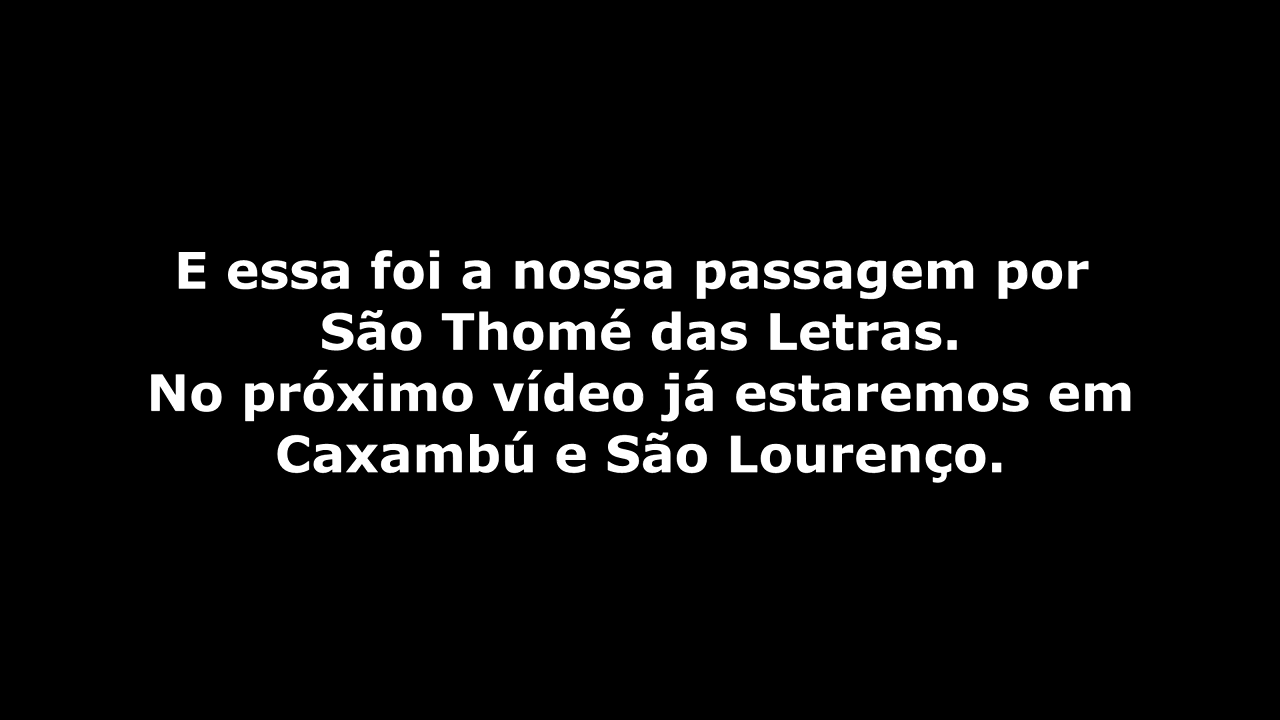 E essa foi a nossa passagem por
São Thomé das Letras.
No próximo vídeo já estaremos em
Caxambú e São Lourenço.